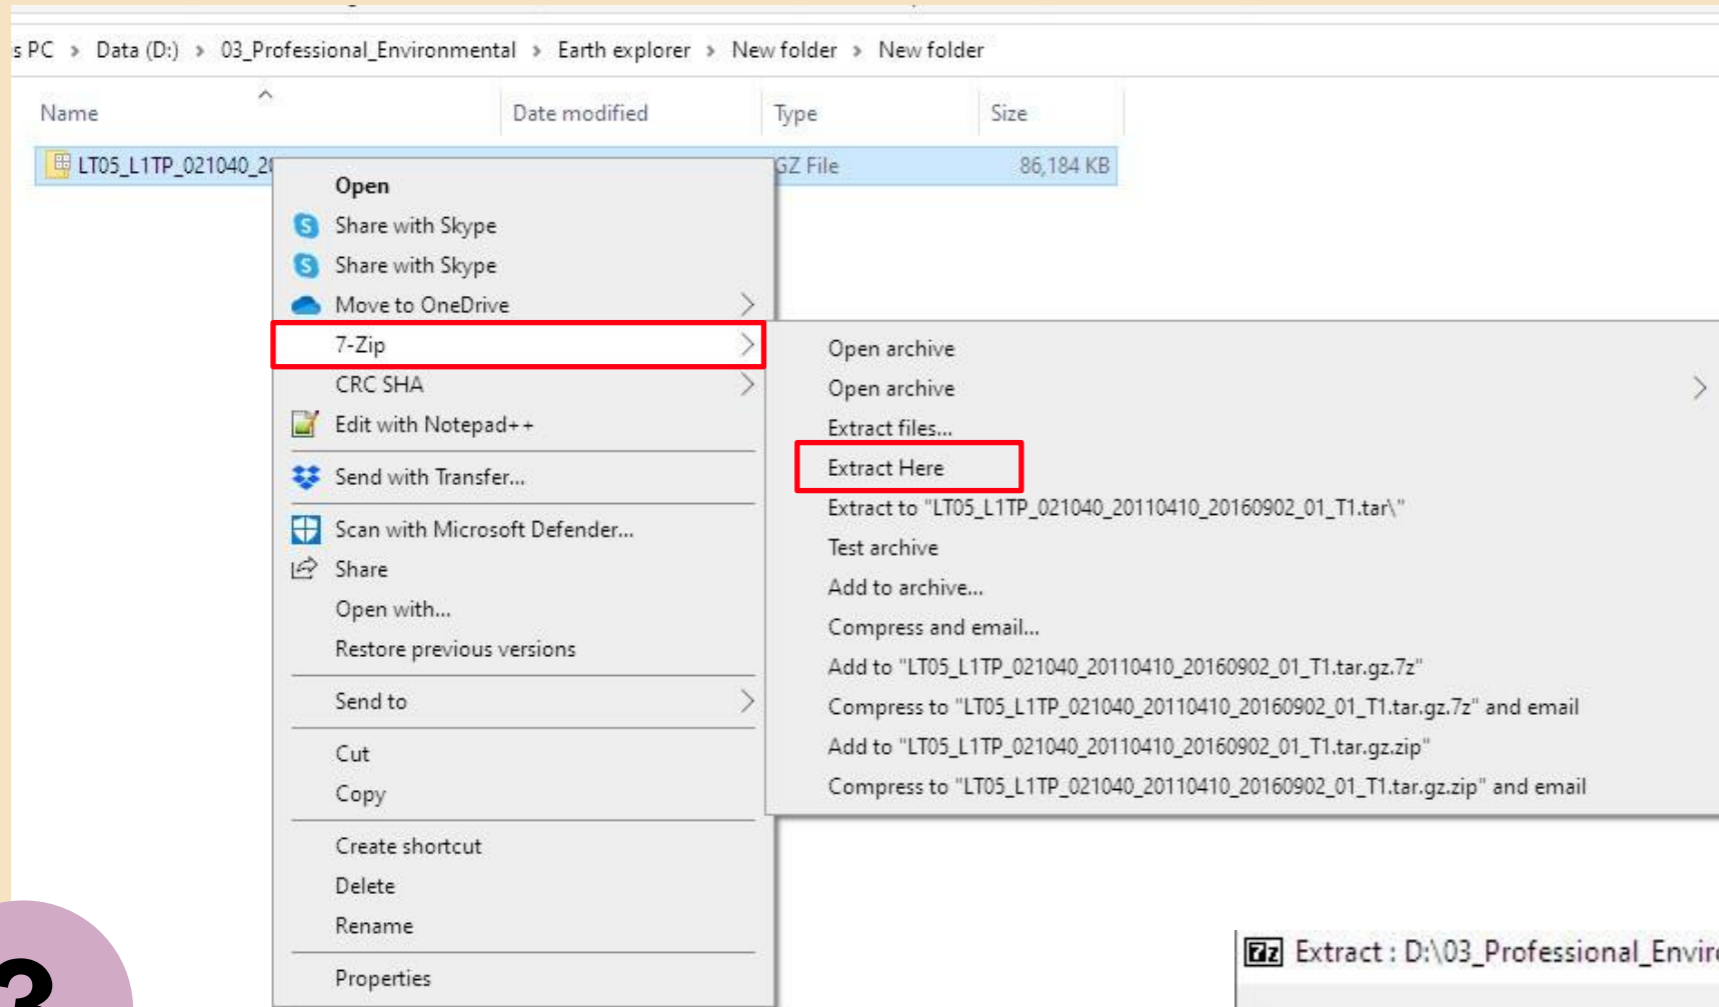 s PC > Data (D:) > 03_Professional_Environmental > Earth explorer > New folder > New folder
Name Date modified Type Size
LT05_L1TP_021040_20 GZ File 86,184 KB
Open
Share with Skype
Share with Skype
Move to OneDrive
7-Zip
CRC SHA
Edit with Notepad++
Send with Transfer...
Scan with Microsoft Defender...
Share
Open with...
Restore previous versions
Send to
Cut
Copy
Create shortcut
Delete
Rename
Properties
Open archive
Open archive
Extract files...
Extract Here
Extract to "LT05_L1TP_021040_20110410_20160902_01_T1.tar\"
Test archive
Add to archive...
Compress and email...
Add to "LT05_L1TP_021040_20110410_20160902_01_T1.tar.gz.7z"
Compress to "LT05_L1TP_021040_20110410_20160902_01_T1.tar.gz.7z" and email
Add to "LT05_L1TP_021040_20110410_20160902_01_T1.tar.gz.zip"
Compress to "LT05_L1TP_021040_20110410_20160902_01_T1.tar.gz.zip" and email
3
7z Extract : D:\03_Professional_Enviro